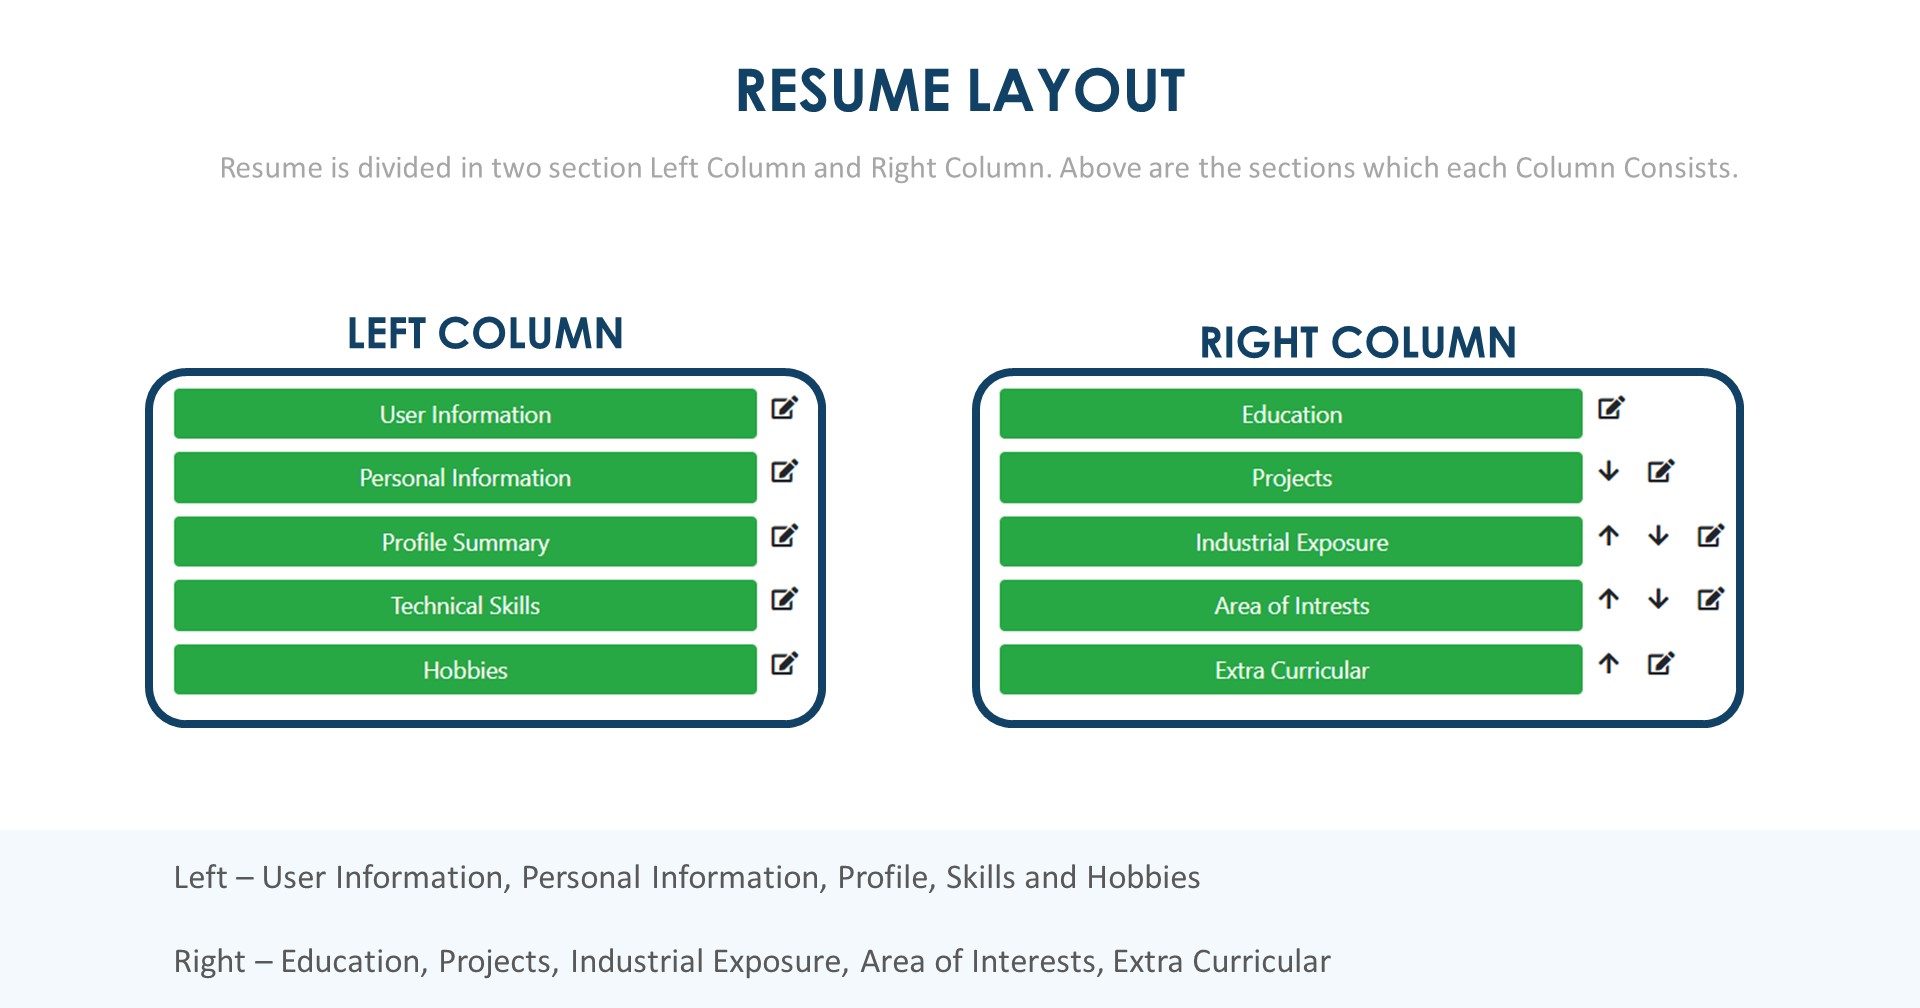 RESUME LAYOUT
Resume is divided in two section Left Column and Right Column. Above are the sections which each Column Consists.
LEFT COLUMN
User Information
Personal Information
Profile Summary
Technical Skills
Hobbies
RIGHT COLUMN
Education
Projects
Industrial Exposure
Area of Intrests
Extra Curricular
Left – User Information, Personal Information, Profile, Skills and Hobbies
Right – Education, Projects, Industrial Exposure, Area of Interests, Extra Curricular